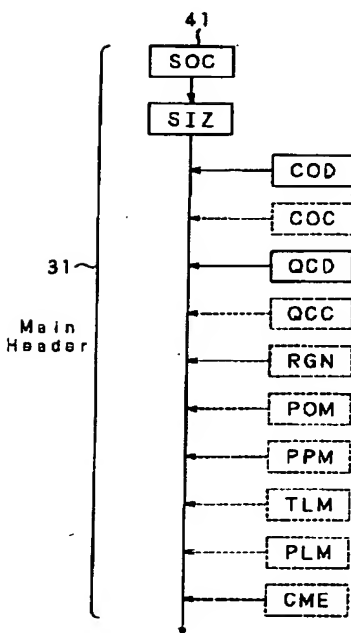 41
SOC
SIZ
COD
COC
31
QCD
QCC
Main
Header
RGN
POM
PPM
TLM
PLM
CME